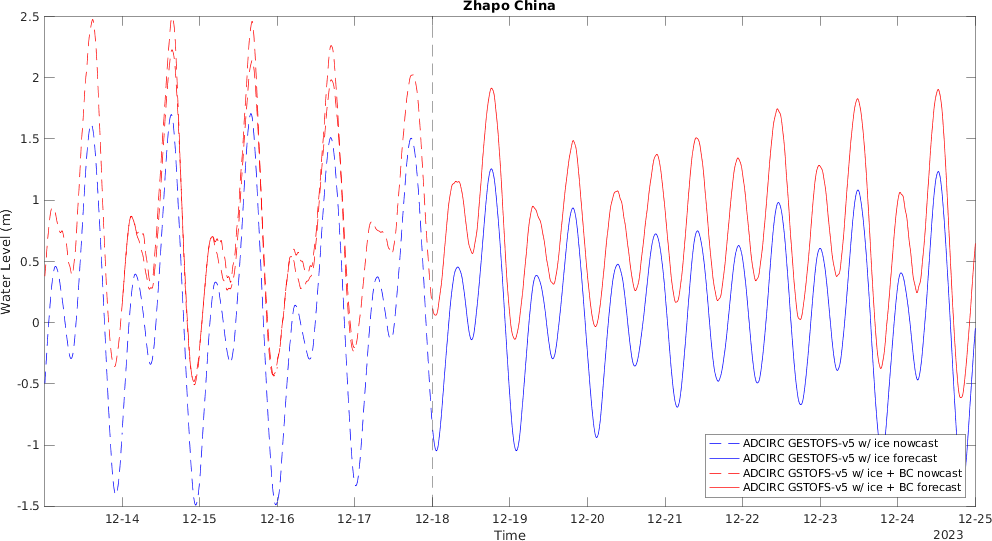 Zhapo China
2.5
2
1.5
1
0.5
0
-0.5
-1
-1.5
Water Level (m)
12-14 12-15 12-16 12-17 12-18 12-19 12-20 12-21 12-22 12-23 12-24 12-25
Time
2023
ADCIRC GESTOFS-v5 w/ ice nowcast
ADCIRC GESTOFS-v5 w/ ice forecast
ADCIRC GSTOFS-v5 w/ ice + BC nowcast
ADCIRC GSTOFS-v5 w/ ice + BC forecast